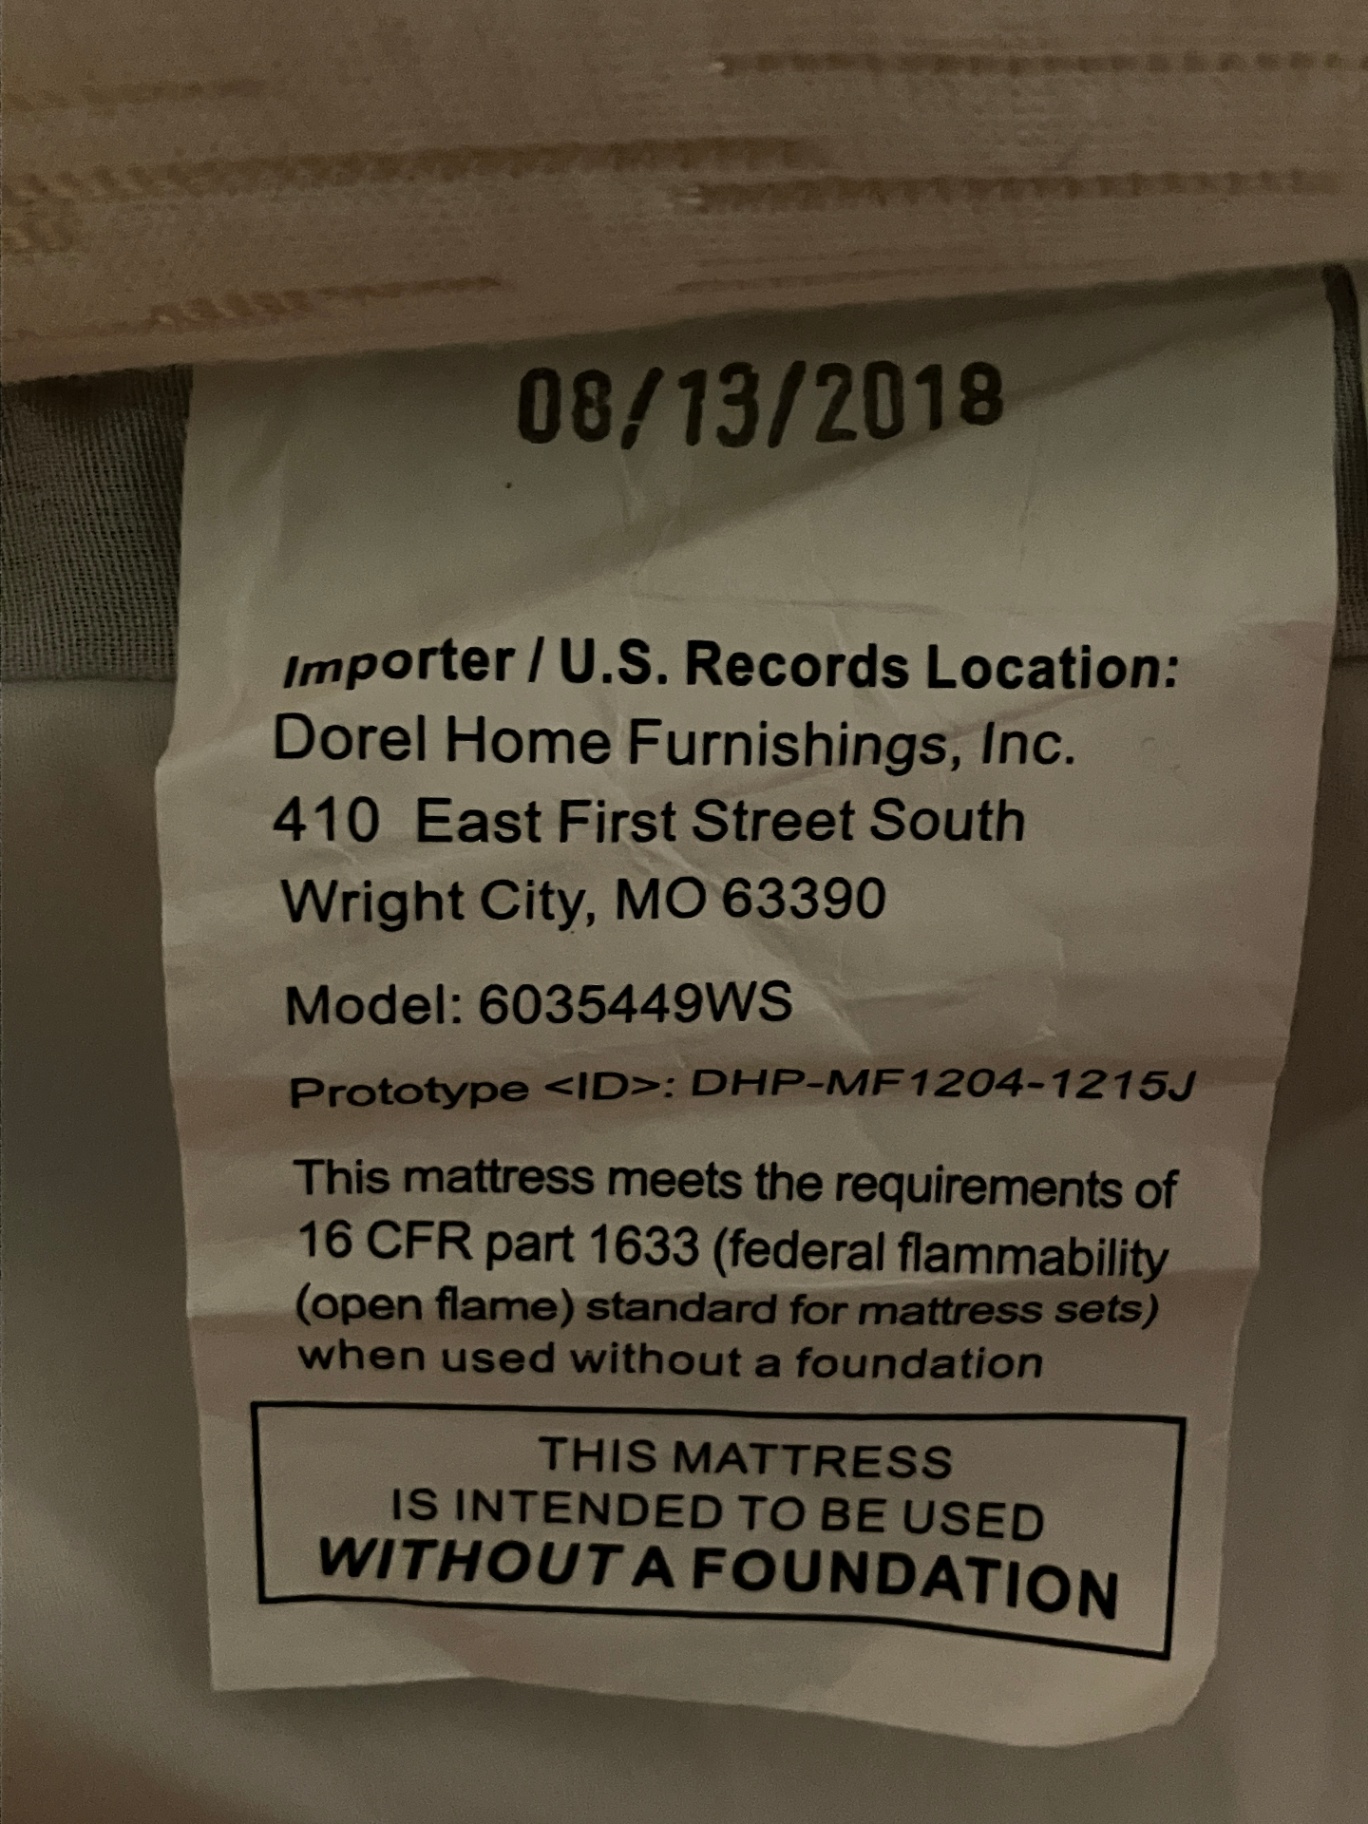 08/13/2018
Importer / U.S. Records Location:
Dorel Home Furnishings, Inc.
410 East First Street South
Wright City, MO 63390
Model: 6035449WS
Prototype <ID>: DHP-MF1204-1215J
This mattress meets the requirements of
16 CFR part 1633 (federal flammability
(open flame) standard for mattress sets)
when used without a foundation
THIS MATTRESS
IS INTENDED TO BE USED
WITHOUT A FOUNDATION